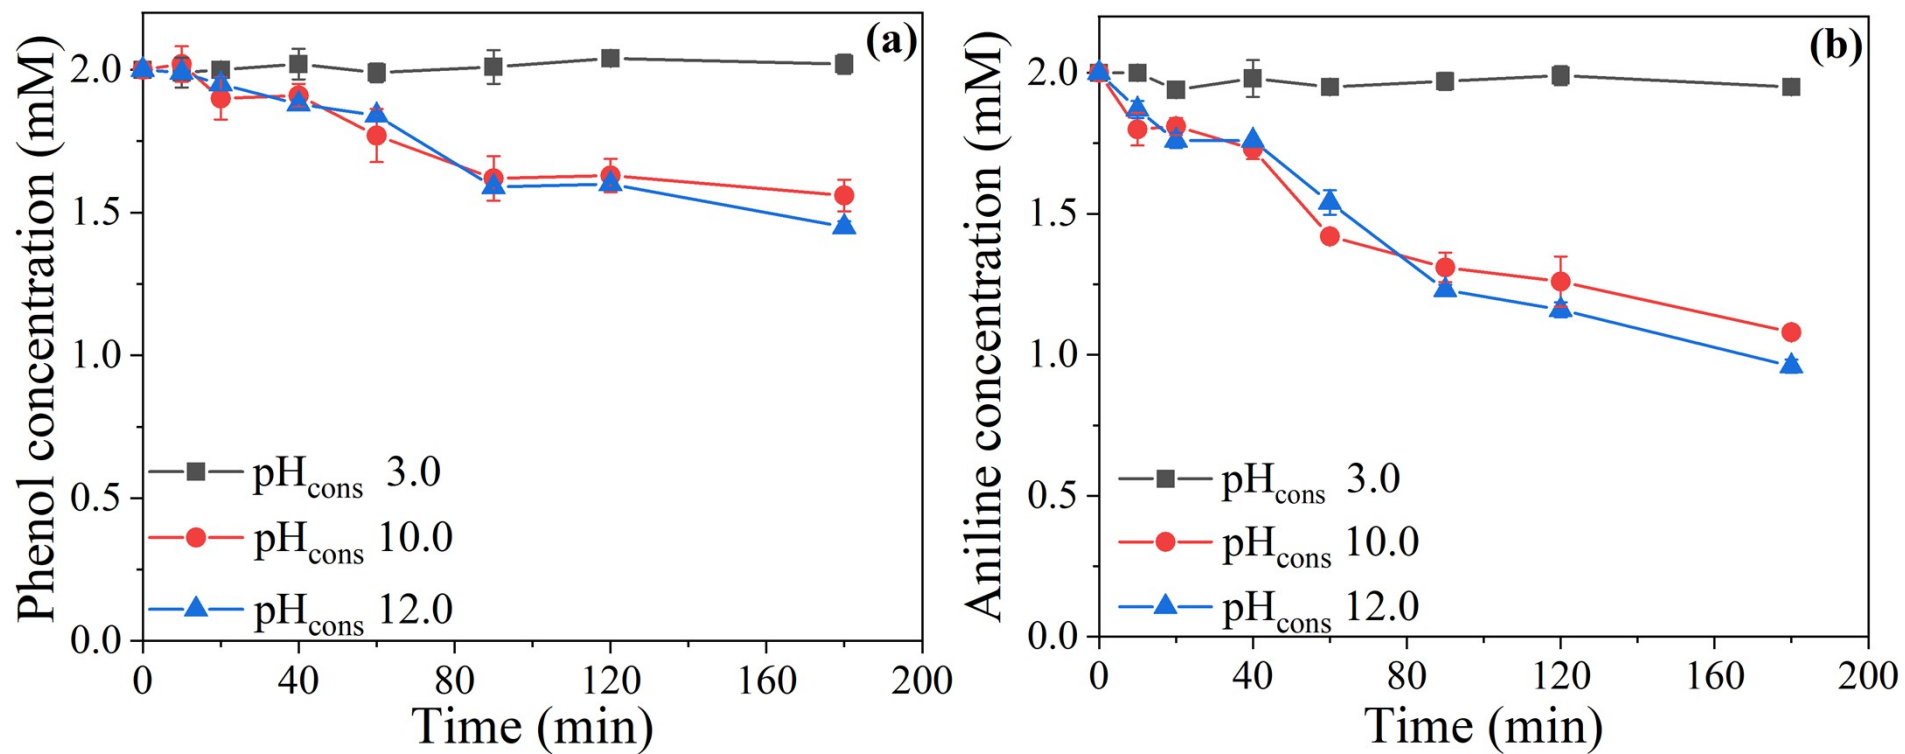 (a)
Phenol concentration (mM)
2.0
1.5
1.0
0.5
0.0
pHcons 3.0
pHcons 10.0
pHcons 12.0
0 40 80 120 160 200
Time (min)
(b)
Aniline concentration (mM)
2.0
1.5
1.0
0.5
0.0
pHcons 3.0
pHcons 10.0
pHcons 12.0
0 40 80 120 160 200
Time (min)